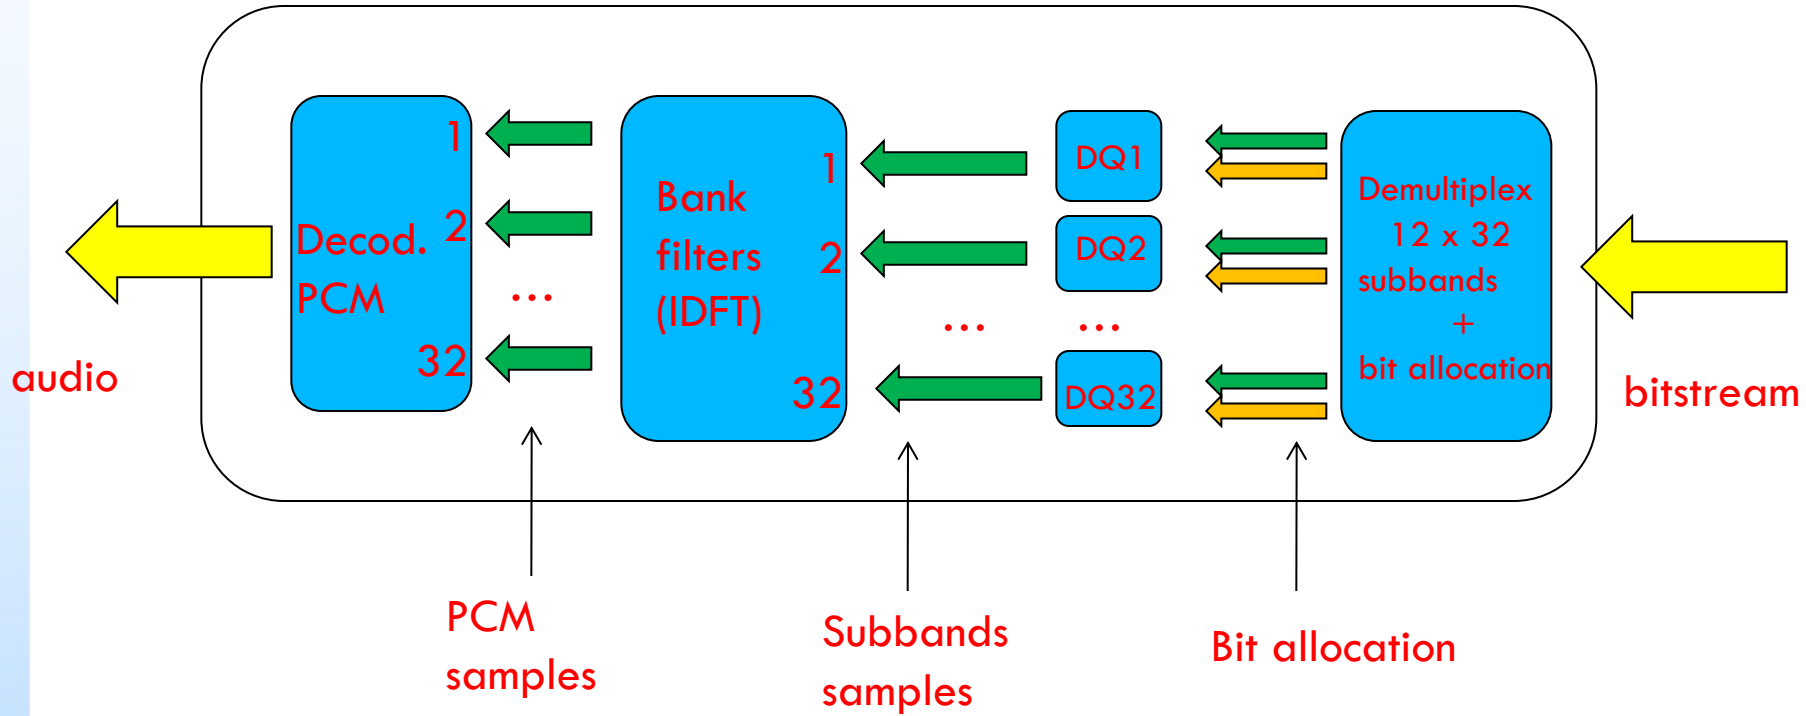 audio
Decod.
PCM
1
2
32
…
Bank
filters
(IDFT)
1
2
32
…
DQ1
DQ2
…
DQ32
Demultiplex
12 x 32
subbands
+
bit allocation
bitstream
PCM
samples
Subbands
samples
Bit allocation